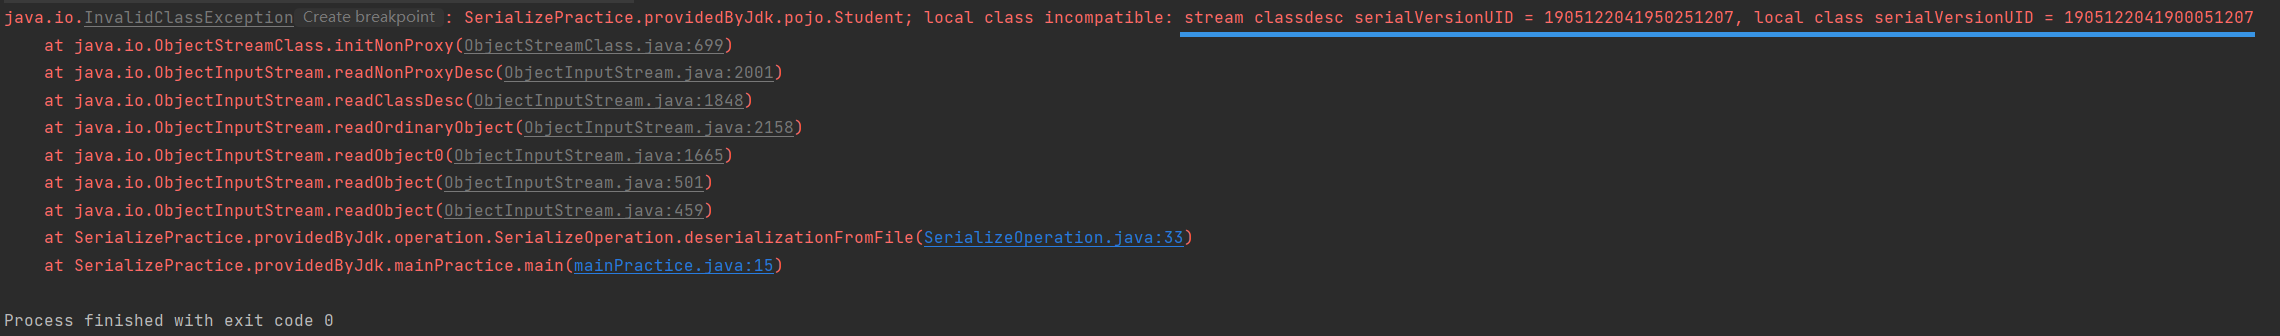 java.io.InvalidClassException Create breakpoint : SerializePractice.providedByJdk.pojo.Student; local class incompatible: stream classdesc serialVersionUID = 1905122041950251207, local class serialVersionUID = 1905122041900051207
at java.io.ObjectStreamClass.initNonProxy(ObjectStreamClass.java:699)
at java.io.ObjectInputStream.readNonProxyDesc(ObjectInputStream.java:2001)
at java.io.ObjectInputStream.readClassDesc(ObjectInputStream.java:1848)
at java.io.ObjectInputStream.readOrdinaryObject(ObjectInputStream.java:2158)
at java.io.ObjectInputStream.readObject0(ObjectInputStream.java:1665)
at java.io.ObjectInputStream.readObject(ObjectInputStream.java:501)
at java.io.ObjectInputStream.readObject(ObjectInputStream.java:459)
at SerializePractice.providedByJdk.operation.SerializeOperation.deserializationFromFile(SerializeOperation.java:33)
at SerializePractice.providedByJdk.mainPractice.main(mainPractice.java:15)
Process finished with exit code 0